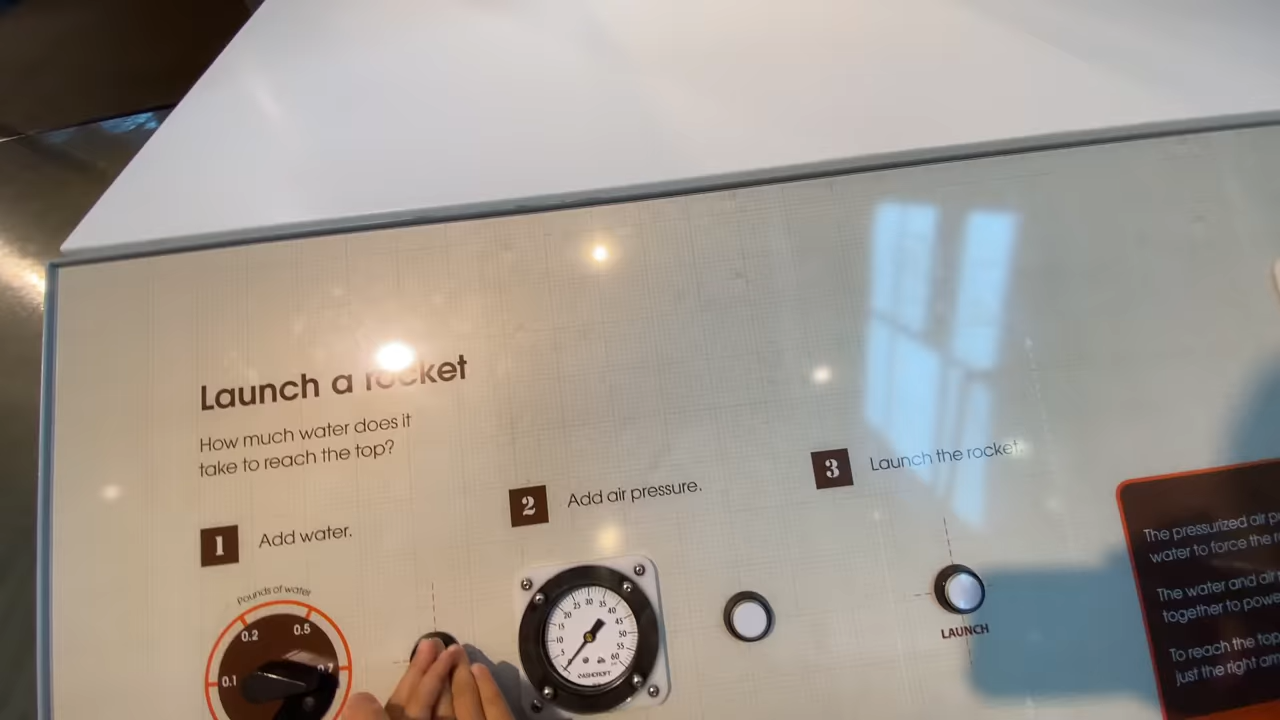 Launch a rocket
How much water does it
take to reach the top?
1 Add water.
Pounds of water
0.1 0.2 0.5 0.7
2 Add air pressure.
5 10 15 20 25 30 35 40 45 50 55 60
ASHCROFT
3 Launch the rocket.
LAUNCH
The pressurized air
water to force the
The water and air
together to
To reach the top
just the right